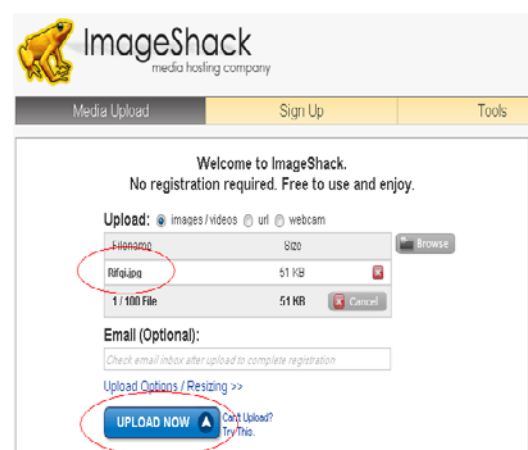 ImageShack
media hosting company
Media Upload Sign Up Tools
Welcome to ImageShack.
No registration required. Free to use and enjoy.
Upload: images / videos url webcam
Filename Size Browse
Rifqi.jpg 51 KB
1 / 100 File 51 KB Cancel
Email (Optional):
Check email inbox after upload to complete registration
Upload Options / Resizing >>
UPLOAD NOW Can't Upload?
Try This.